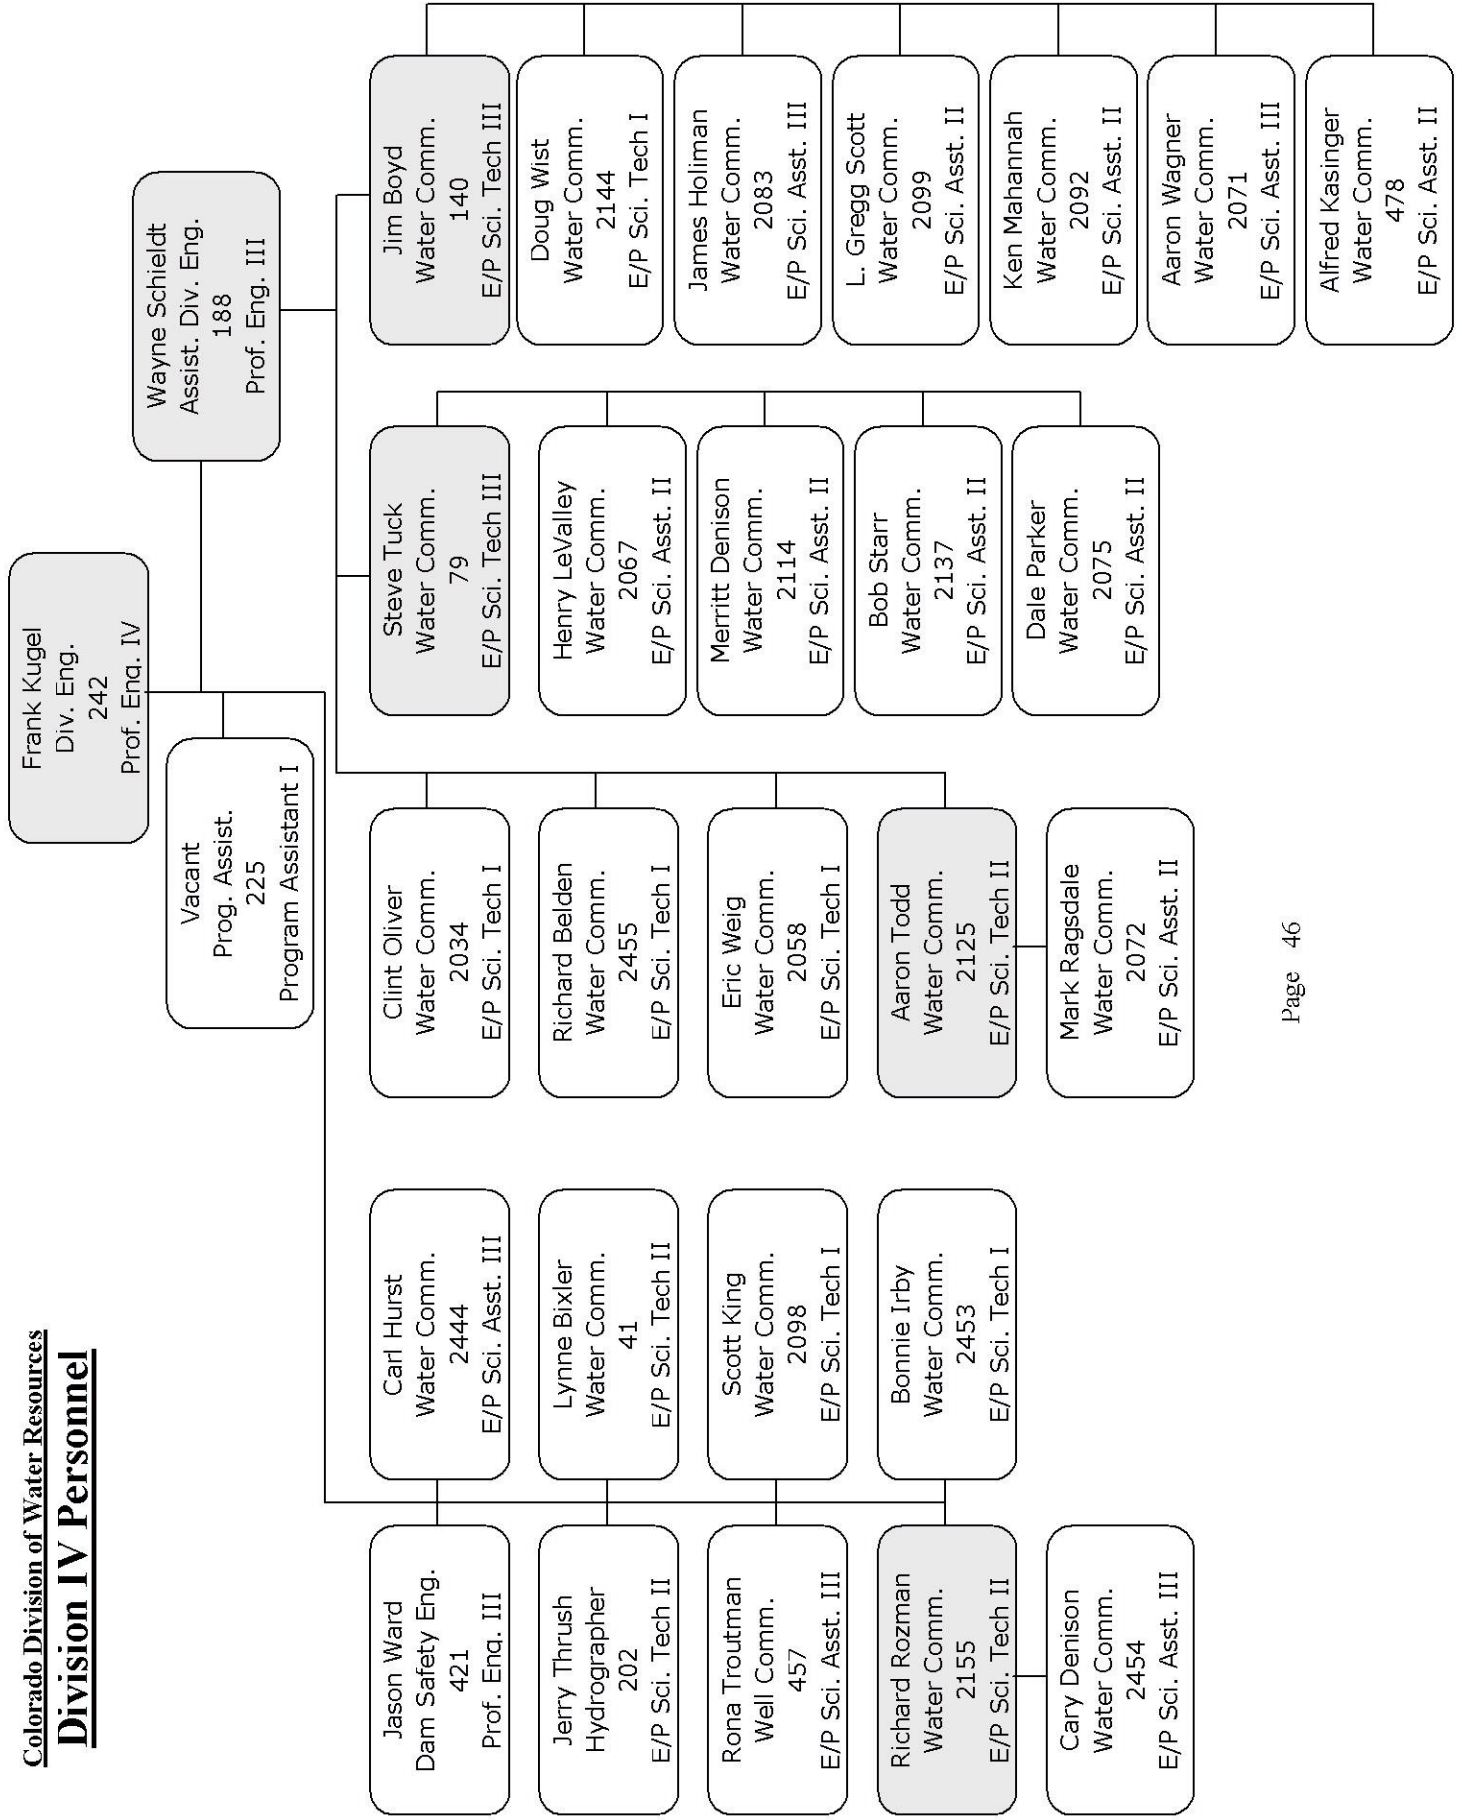 Colorado Division of Water Resources
Division IV Personnel
Frank Kugel
Div. Eng.
242
Prof. Eng. IV
Vacant
Prog. Assist.
225
Program Assistant I
Wayne Schieldt
Assist. Div. Eng.
188
Prof. Eng. III
Jason Ward
Dam Safety Eng.
421
Prof. Eng. III
Jerry Thrush
Hydrographer
202
E/P Sci. Tech II
Rona Troutman
Well Comm.
457
E/P Sci. Asst. III
Richard Rozman
Water Comm.
2155
E/P Sci. Tech II
Cary Denison
Water Comm.
2454
E/P Sci. Asst. III
Carl Hurst
Water Comm.
2444
E/P Sci. Asst. III
Lynne Bixler
Water Comm.
41
E/P Sci. Tech II
Scott King
Water Comm.
2098
E/P Sci. Tech I
Bonnie Irby
Water Comm.
2453
E/P Sci. Tech I
Clint Oliver
Water Comm.
2034
E/P Sci. Tech I
Richard Belden
Water Comm.
2455
E/P Sci. Tech I
Eric Weig
Water Comm.
2058
E/P Sci. Tech I
Aaron Todd
Water Comm.
2125
E/P Sci. Tech II
Mark Ragsdale
Water Comm.
2072
E/P Sci. Asst. II
Steve Tuck
Water Comm.
79
E/P Sci. Tech III
Henry LeValley
Water Comm.
2067
E/P Sci. Asst. II
Merritt Denison
Water Comm.
2114
E/P Sci. Asst. II
Bob Starr
Water Comm.
2137
E/P Sci. Asst. II
Dale Parker
Water Comm.
2075
E/P Sci. Asst. II
Jim Boyd
Water Comm.
140
E/P Sci. Tech III
Doug Wist
Water Comm.
2144
E/P Sci. Tech I
James Holiman
Water Comm.
2083
E/P Sci. Asst. III
L. Gregg Scott
Water Comm.
2099
E/P Sci. Asst. II
Ken Mahannah
Water Comm.
2092
E/P Sci. Asst. II
Aaron Wagner
Water Comm.
2071
E/P Sci. Asst. III
Alfred Kasinger
Water Comm.
478
E/P Sci. Asst. II
Page 46